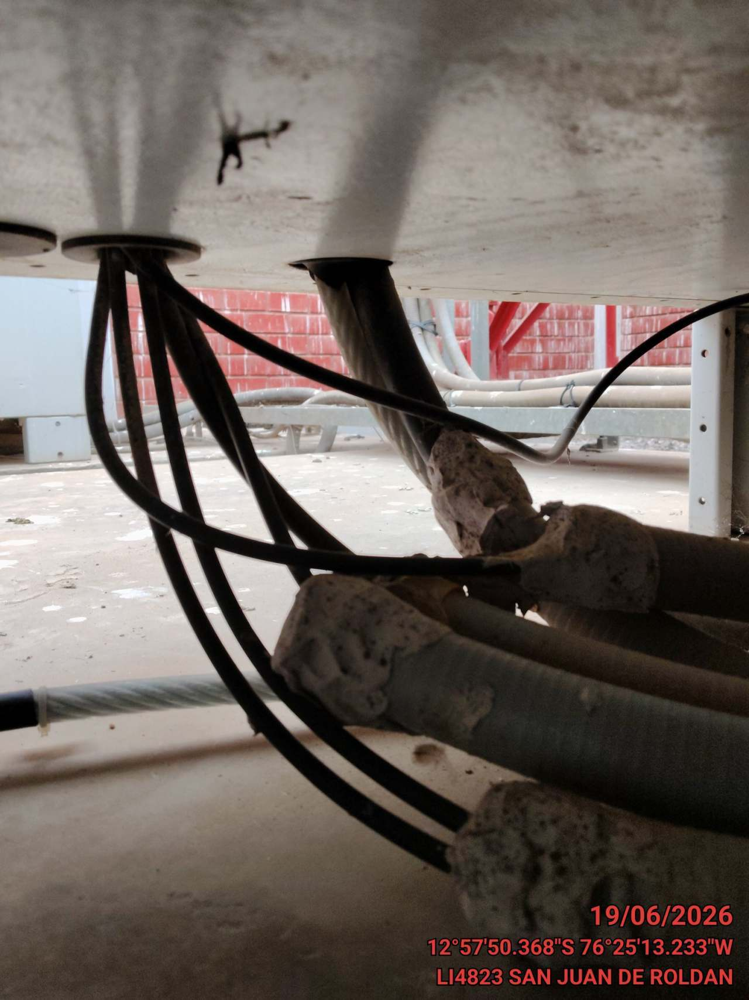 19/06/2026
12°57'50.368"S 76°25'13.233"W
LI4823 SAN JUAN DE ROLDAN